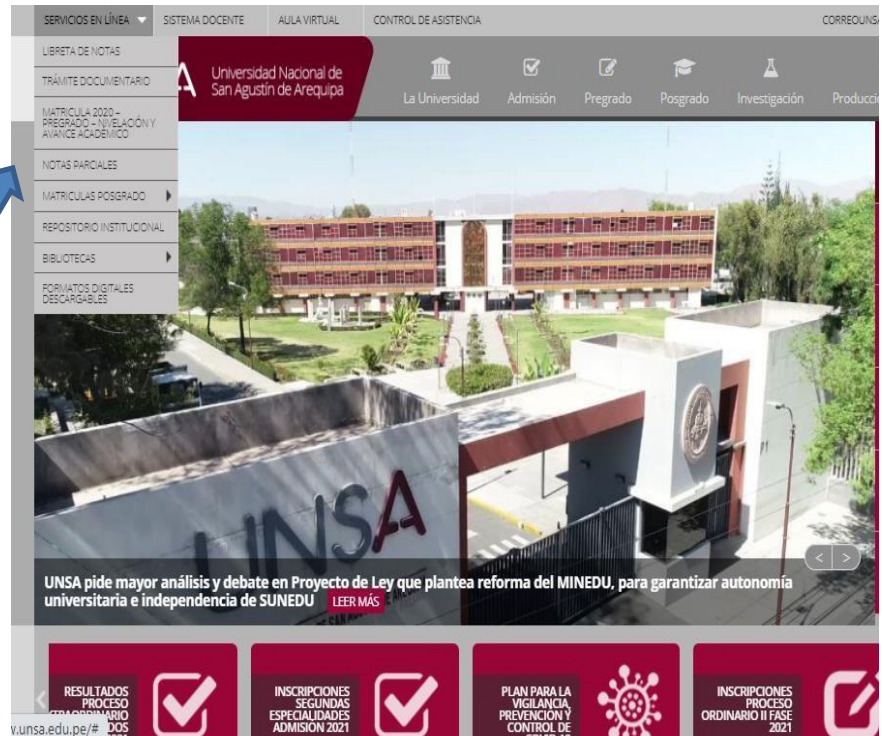 SERVICIOS EN LÍNEA SISTEMA DOCENTE AULA VIRTUAL CONTROL DE ASISTENCIA
LIBRETA DE NOTAS
TRÁMITE DOCUMENTARIO
MATRICULA 2020 –
PREGRADO – NIVELACIÓN Y
AVANCE ACADÉMICO
NOTAS PARCIALES
MATRICULAS POSGRADO
REPOSITORIO INSTITUCIONAL
BIBLIOTECAS
FORMATOS DIGITALES
DESCARGABLES
A
Universidad Nacional de
San Agustín de Arequipa
La Universidad Admisión Pregrado Posgrado Investigación
UNSA
UNSA pide mayor análisis y debate en Proyecto de Ley que plantea reforma del MINEDU, para garantizar autonomía
universitaria e independencia de SUNEDU LEER MÁS
< >
RESULTADOS
PROCESO
INSCRIPCIONES
SEGUNDAS
ESPECIALIDADES
ADMISION 2021
PLAN PARA LA
VIGILANCIA,
PREVENCION Y
CONTROL DE
INSCRIPCIONES
PROCESO
ORDINARIO II FASE
2021
.unsa.edu.pe/#